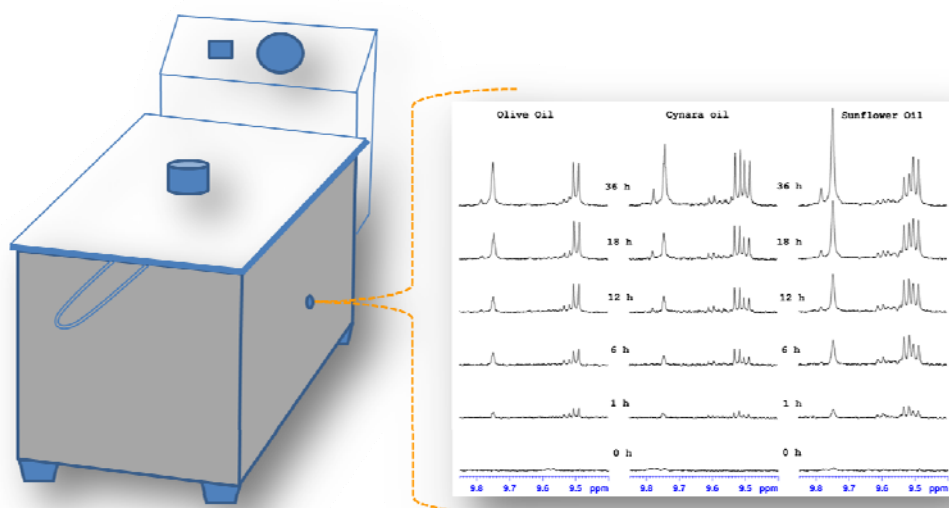 Olive Oil Cynara oil Sunflower Oil
36 h 36 h
18 h 18 h
12 h 12 h
6 h 6 h
1 h 1 h
0 h 0 h
9.8 9.7 9.6 9.5 ppm 9.8 9.7 9.6 9.5 ppm 9.8 9.7 9.6 9.5 ppm